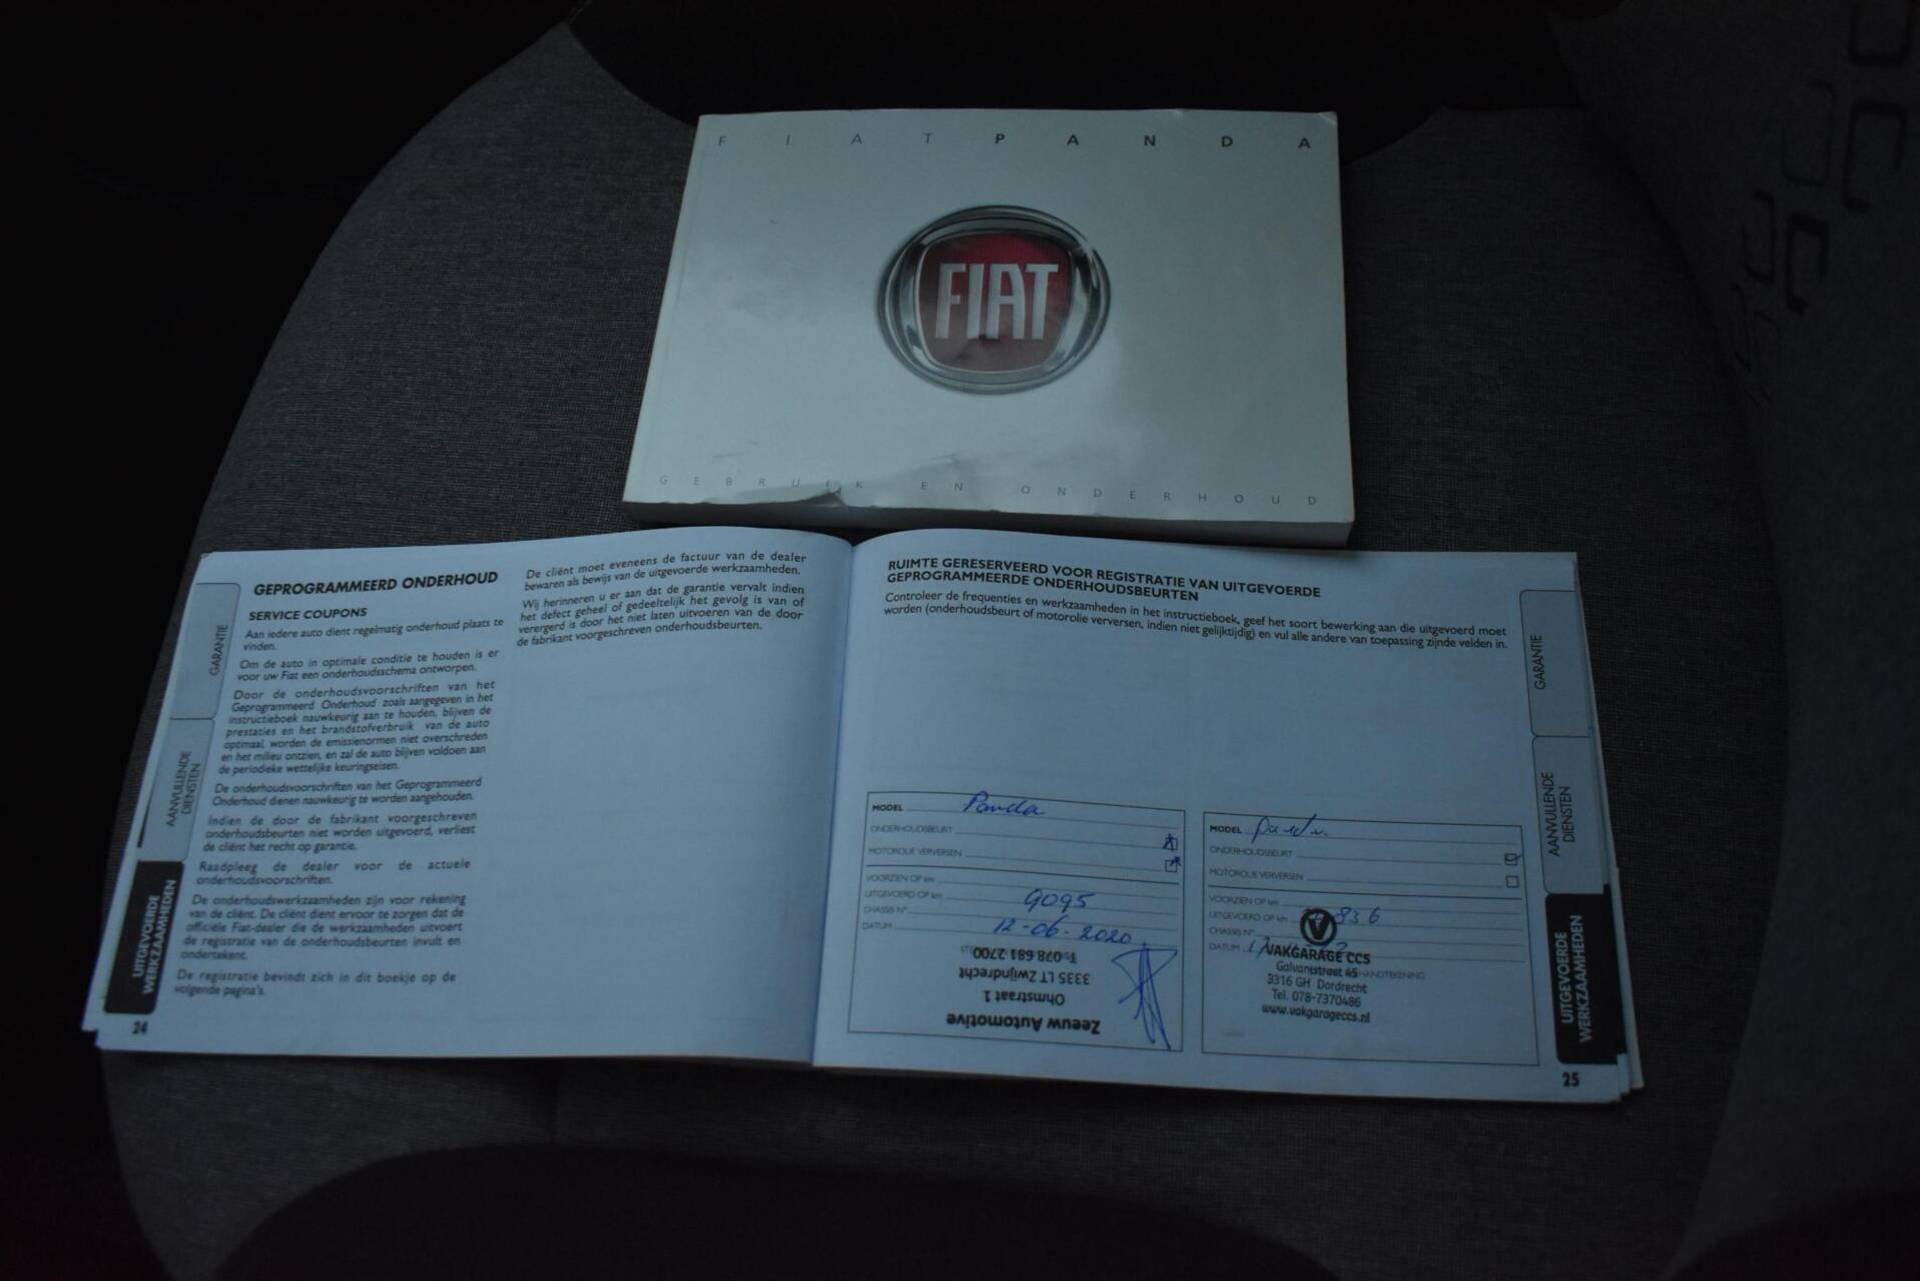 FIAT PANDA
FIAT
GEBRUIK EN ONDERHOUD
GARANTIE
AANVULLENDE
DIENSTEN
UITGEVOERDE
WERKZAAMHEDEN
GEPROGRAMMEERD ONDERHOUD
SERVICE COUPONS
Aan iedere auto dient regelmatig onderhoud plaats te
vinden.
Om de auto in optimale conditie te houden is er
voor uw Fiat een onderhoudsschema ontworpen.
Door de onderhoudsvoorschriften van het
Geprogrammeerd Onderhoud zoals aangegeven in het
instructieboek nauwkeurig aan te houden, blijven de
prestaties en het brandstofverbruik van de auto
optimaal, worden de emissienormen niet overschreden
en het milieu ontzien, en zal de auto blijven voldoen aan
de periodieke wettelijke keuringseisen.
De onderhoudsvoorschriften van het Geprogrammeerd
Onderhoud dienen nauwkeurig te worden aangehouden.
Indien de door de fabrikant voorgeschreven
onderhoudsbeurten niet worden uitgevoerd, verliest
de cliënt het recht op garantie.
Raadpleeg de dealer voor de actuele
onderhoudsvoorschriften.
De onderhoudswerkzaamheden zijn voor rekening
van de cliënt. De cliënt dient ervoor te zorgen dat de
officiële Fiat-dealer die de werkzaamheden uitvoert
de registratie van de onderhoudsbeurten invult en
ondertekent.
De registratie bevindt zich in dit boekje op de
volgende pagina's.
24
De cliënt moet eveneens de factuur van de dealer
bewaren als bewijs van de uitgevoerde werkzaamheden.
Wij herinneren u er aan dat de garantie vervalt indien
het defect geheel of gedeeltelijk het gevolg is van of
verergerd is door het niet laten uitvoeren van de door
de fabrikant voorgeschreven onderhoudsbeurten.
RUIMTE GERESERVEERD VOOR REGISTRATIE VAN UITGEVOERDE
GEPROGRAMMEERDE ONDERHOUDSBEURTEN
Controleer de frequenties en werkzaamheden in het instructieboek, geef het soort bewerking aan die uitgevoerd moet
worden (onderhoudsbeurt of motorolie verversen, indien niet gelijktijdig) en vul alle andere van toepassing zijnde velden in.
MODEL Panda
ONDERHOUDSBEURT
MOTOROLIE VERVERSEN
VOORZIEN OP km
UITGEVOERD OP km 9095
CHASSIS N°
DATUM 12-06-2020
Zeeuw Automotive
Ohmstraat 1
3335 LT Zwijndrecht
T: 078 681 2700
MODEL Panda
ONDERHOUDSBEURT
MOTOROLIE VERVERSEN
VOORZIEN OP km
UITGEVOERD OP km 836
CHASSIS N°
DATUM
VAKGARAGE CCS
Galvanistraat 45
HANDTEKENING
3316 GH Dordrecht
Tel. 078-7370486
www.vakgarageccs.nl
GARANTIE
AANVULLENDE
DIENSTEN
UITGEVOERDE
WERKZAAMHEDEN
25